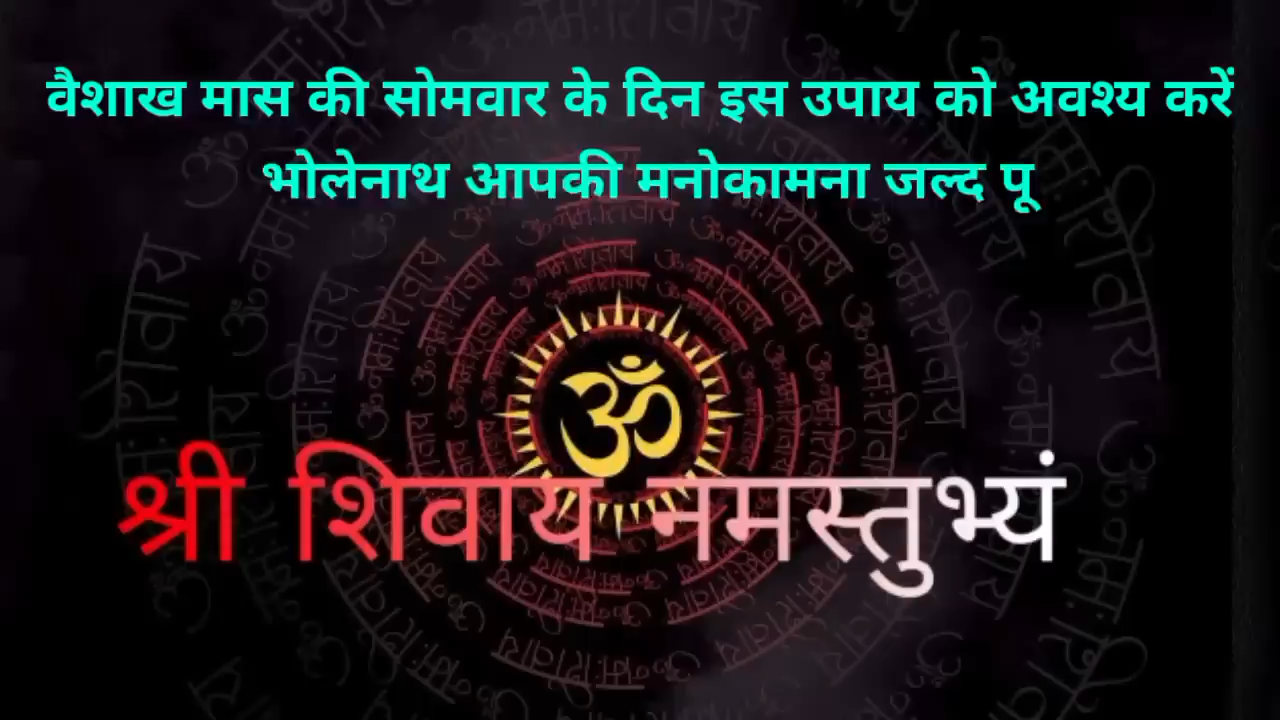 वैशाख मास की सोमवार के दिन इस उपाय को अवश्य करें
भोलेनाथ आपकी मनोकामना जल्द पू
ॐ
श्री शिवाय नमस्तुभ्यं